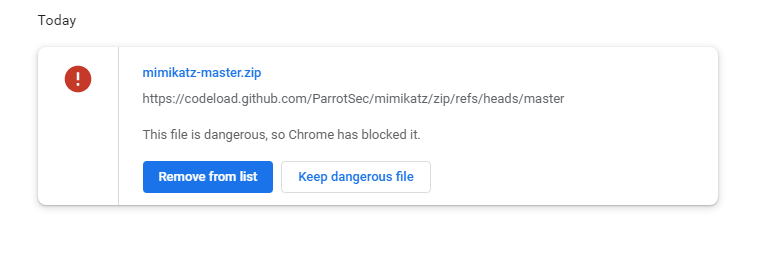 Today
mimikatz-master.zip
https://codeload.github.com/ParrotSec/mimikatz/zip/refs/heads/master
This file is dangerous, so Chrome has blocked it.
Remove from list
Keep dangerous file